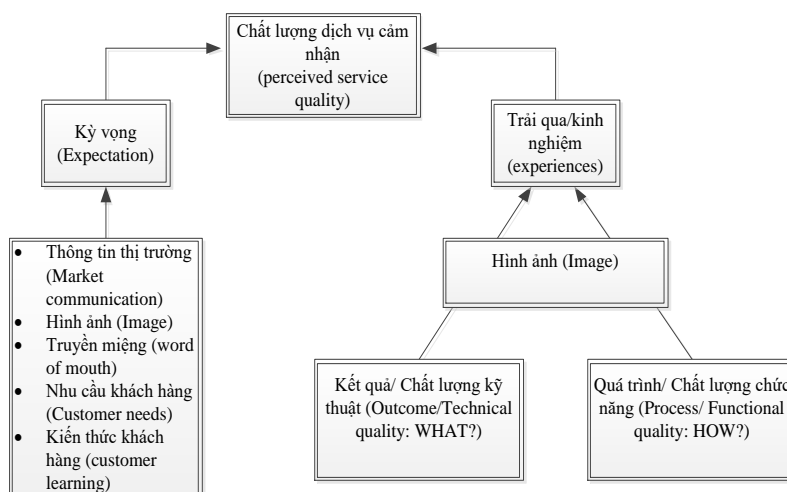 Chất lượng dịch vụ cảm
nhận
(perceived service
quality)
Kỳ vọng
(Expectation)
Trải qua/kinh
nghiệm
(experiences)
• Thông tin thị trường
(Market
communication)
• Hình ảnh (Image)
• Truyền miệng (word
of mouth)
• Nhu cầu khách hàng
(Customer needs)
• Kiến thức khách
hàng (customer
learning)
Hình ảnh (Image)
Kết quả/ Chất lượng kỹ
thuật (Outcome/Technical
quality: WHAT?)
Quá trình/ Chất lượng chức
năng (Process/ Functional
quality: HOW?)